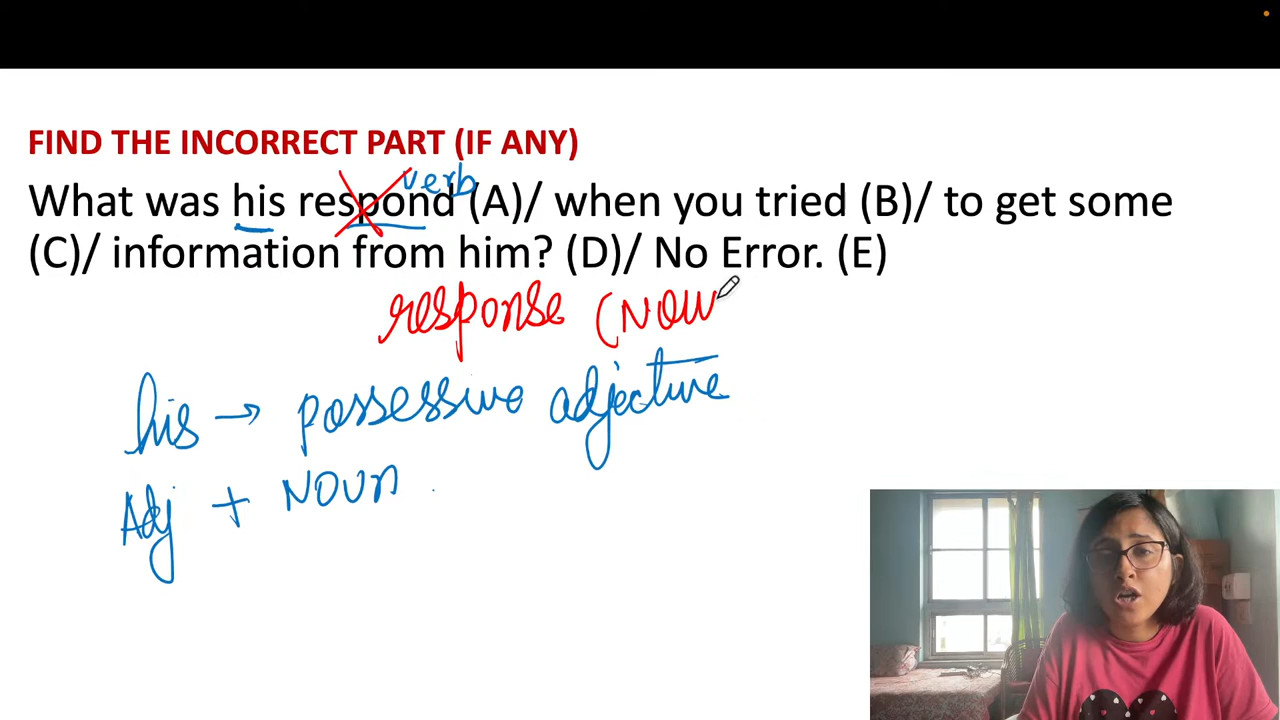 FIND THE INCORRECT PART (IF ANY)
verb
What was his respond (A)/ when you tried (B)/ to get some
(C)/ information from him? (D)/ No Error. (E)
response (Nou
his → possessive adjective
Adj + Noun